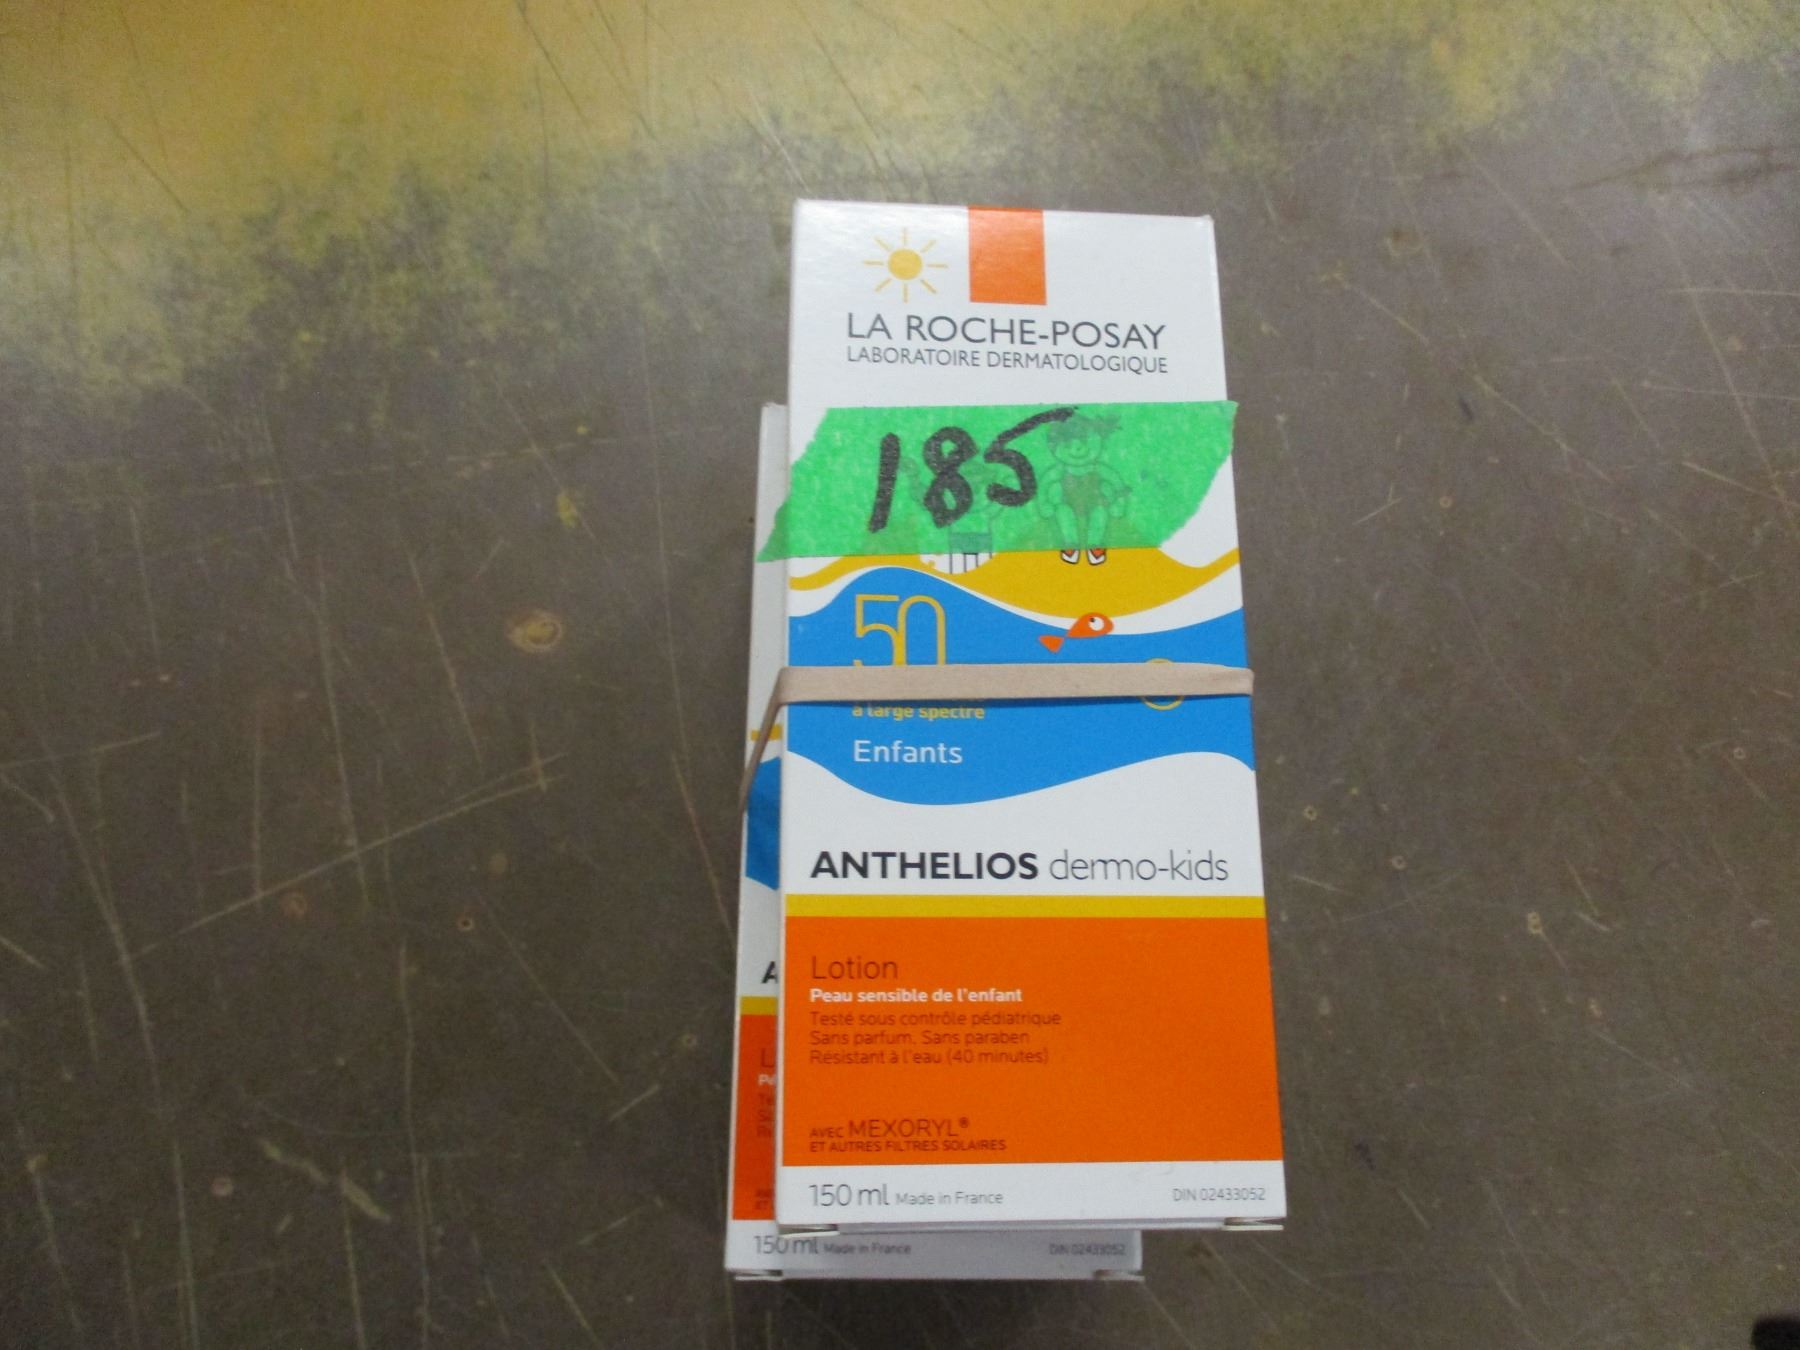 LA ROCHE-POSAY
LABORATOIRE DERMATOLOGIQUE
185
50
à large spectre
Enfants
ANTHELIOS dermo-kids
Lotion
Peau sensible de l'enfant
Testé sous contrôle pédiatrique
Sans parfum, Sans paraben
Résistant à l'eau (40 minutes)
AVEC MEXORYL®
ET AUTRES FILTRES SOLAIRES
150 ml Made in France DIN 02433052
150 ml Made in France DIN 02433052